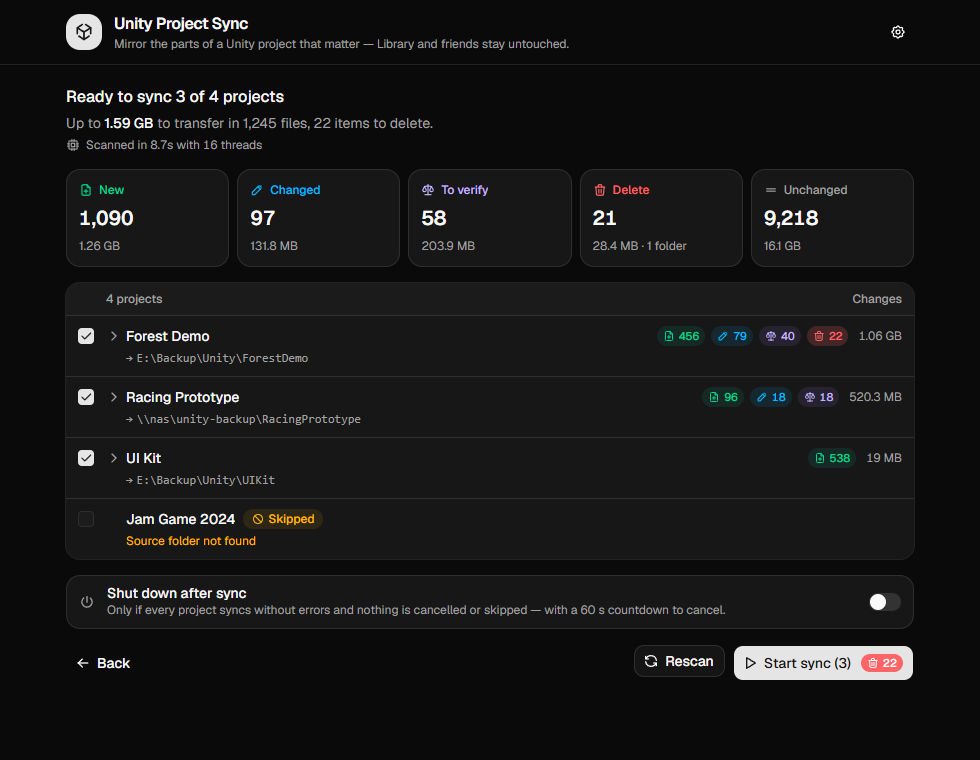 Unity Project Sync
Mirror the parts of a Unity project that matter — Library and friends stay untouched.
Ready to sync 3 of 4 projects
Up to 1.59 GB to transfer in 1,245 files, 22 items to delete.
Scanned in 8.7s with 16 threads
New
1,090
1.26 GB
Changed
97
131.8 MB
To verify
58
203.9 MB
Delete
21
28.4 MB · 1 folder
Unchanged
9,218
16.1 GB
4 projects Changes
Forest Demo 456 79 40 22 1.06 GB
→ E:\Backup\Unity\ForestDemo
Racing Prototype 96 18 18 520.3 MB
→ \\nas\unity-backup\RacingPrototype
UI Kit 538 19 MB
→ E:\Backup\Unity\UIKit
Jam Game 2024 Skipped
Source folder not found
Shut down after sync
Only if every project syncs without errors and nothing is cancelled or skipped — with a 60 s countdown to cancel.
← Back Rescan Start sync (3) 22